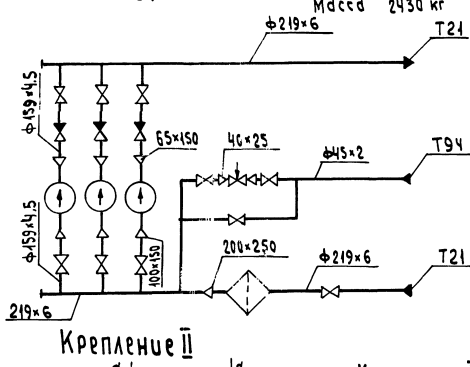 Масса 2430 кг
ф219×6
Т21
ф159×4.5
65×150
40×25
ф45×2
Т94
ф159×4.5
100×150
200×250
ф219×6
Т21
219×6
Крепление II